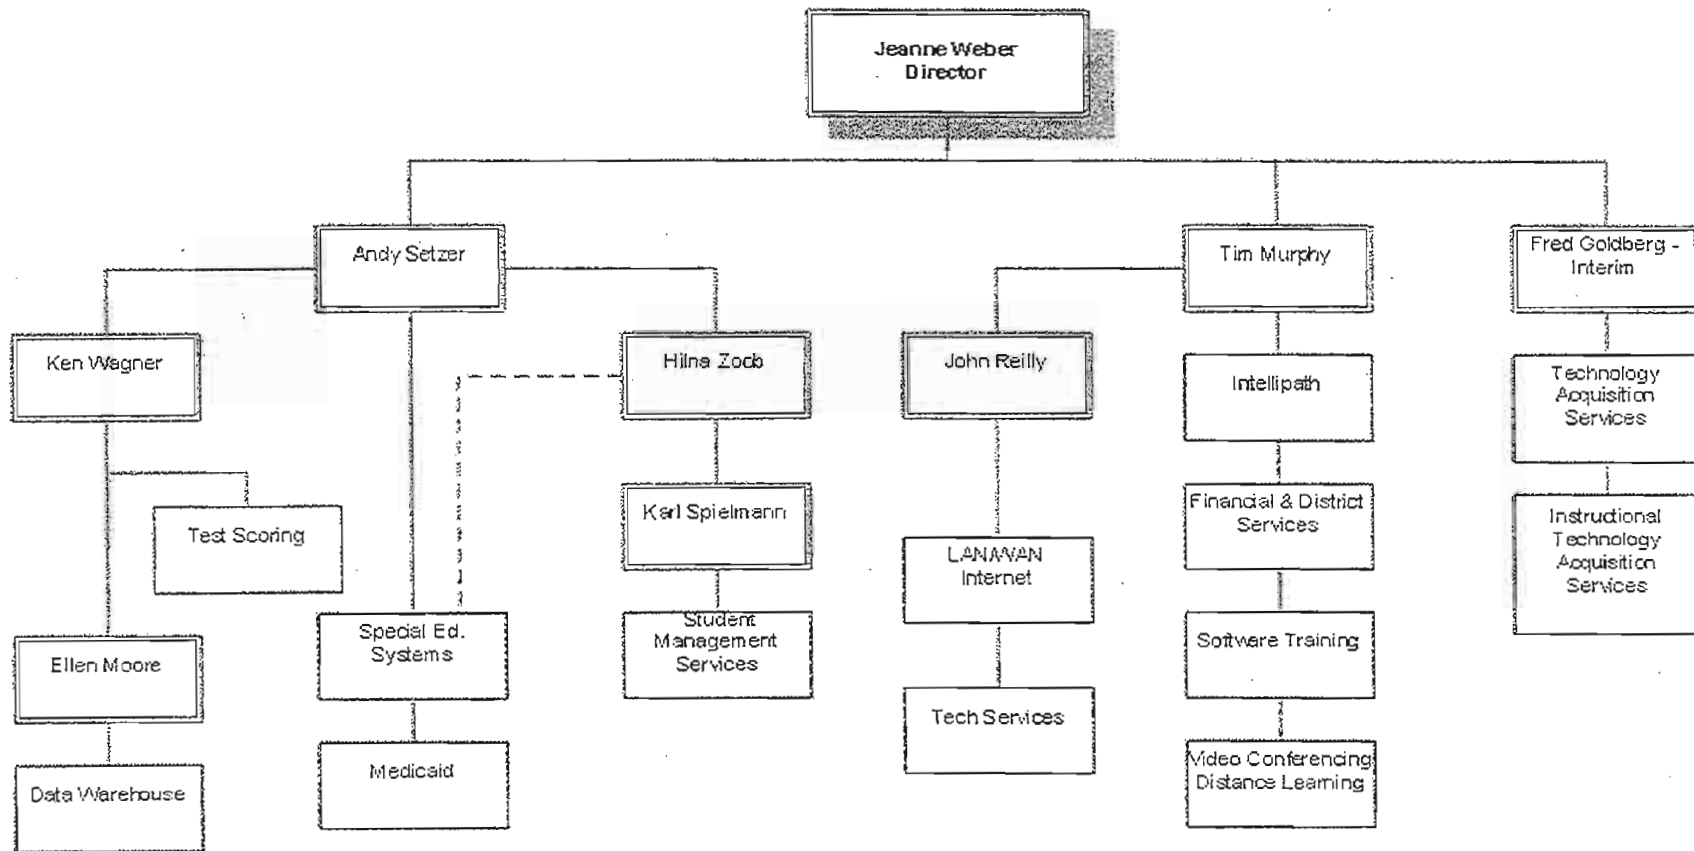 Jeanne Weber
Director
Andy Setzer
Tim Murphy
Fred Goldberg -
Interim
Ken Wagner
Hilna Zoob
John Reilly
Intellipath
Technology
Acquisition
Services
Test Scoring
Karl Spielmann
LAN/WAN
Internet
Financial & District
Services
Instructional
Technology
Acquisition
Services
Ellen Moore
Special Ed.
Systems
Student
Management
Services
Tech Services
Software Training
Data Warehouse
Medicaid
Video Conferencing
Distance Learning